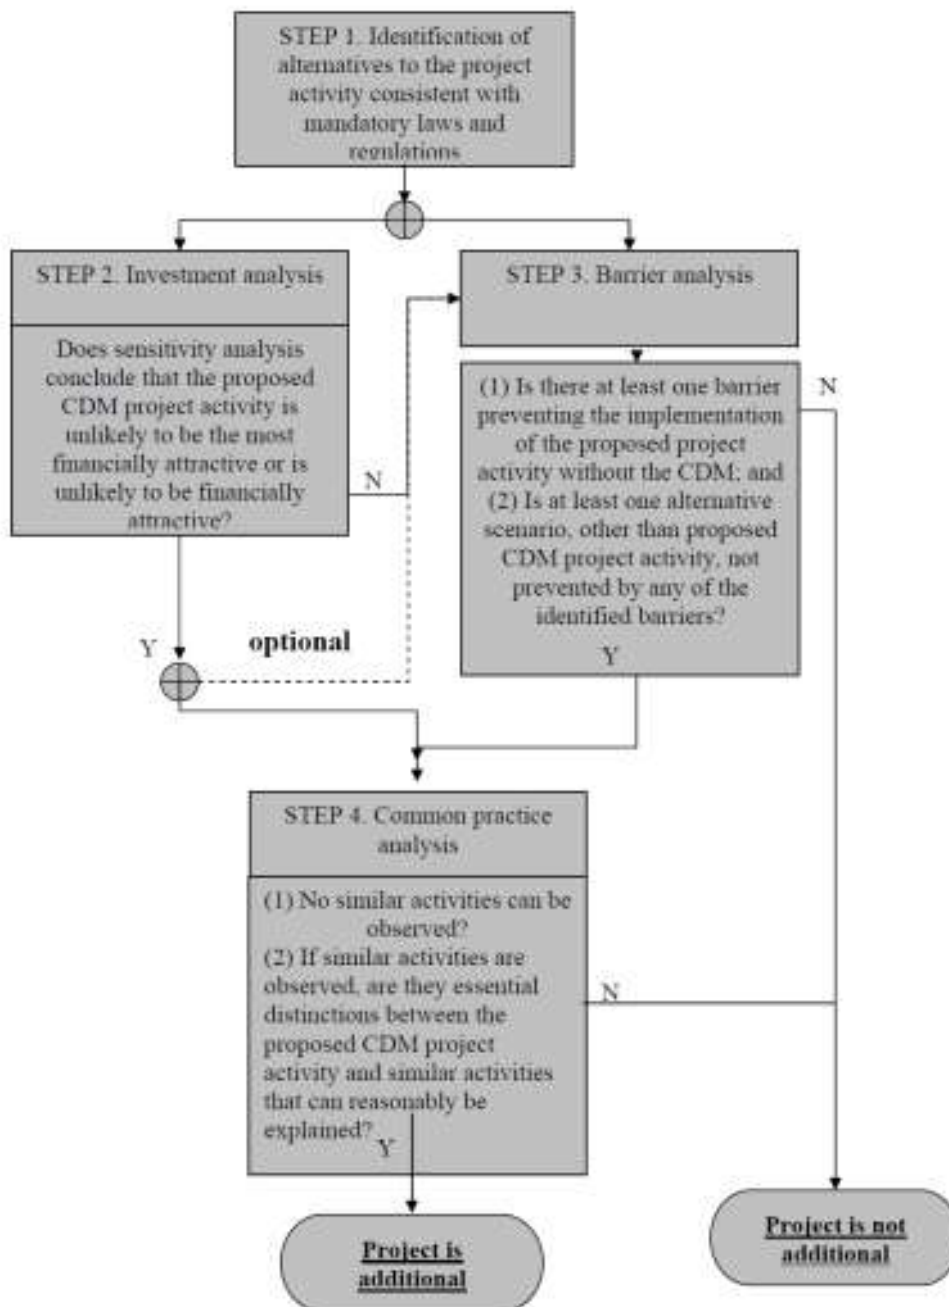 STEP 1. Identification of
alternatives to the project
activity consistent with
mandatory laws and
regulations
STEP 2. Investment analysis
Does sensitivity analysis
conclude that the proposed
CDM project activity is
unlikely to be the most
financially attractive or is
unlikely to be financially
attractive?
N
Y
optional
STEP 3. Barrier analysis
(1) Is there at least one barrier
preventing the implementation
of the proposed project
activity without the CDM; and
(2) Is at least one alternative
scenario, other than proposed
CDM project activity, not
prevented by any of the
identified barriers?
N
Y
STEP 4. Common practice
analysis
(1) No similar activities can be
observed?
(2) If similar activities are
observed, are they essential
distinctions between the
proposed CDM project
activity and similar activities
that can reasonably be
explained?
N
Y
Project is
additional
Project is not
additional